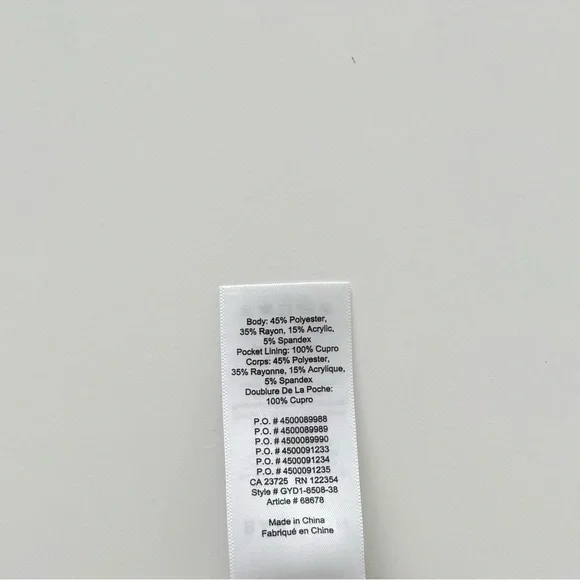 Body: 45% Polyester,
35% Rayon, 15% Acrylic,
5% Spandex
Pocket Lining: 100% Cupro
Corps: 45% Polyester,
35% Rayonne, 15% Acrylique,
5% Spandex
Doublure De La Poche:
100% Cupro
P.O. # 4500089988
P.O. # 4500089989
P.O. # 4500089990
P.O. # 4500091233
P.O. # 4500091234
P.O. # 4500091235
CA 23725 RN 122354
Style # GYD1-6508-38
Article # 68678
Made in China
Fabriqué en Chine